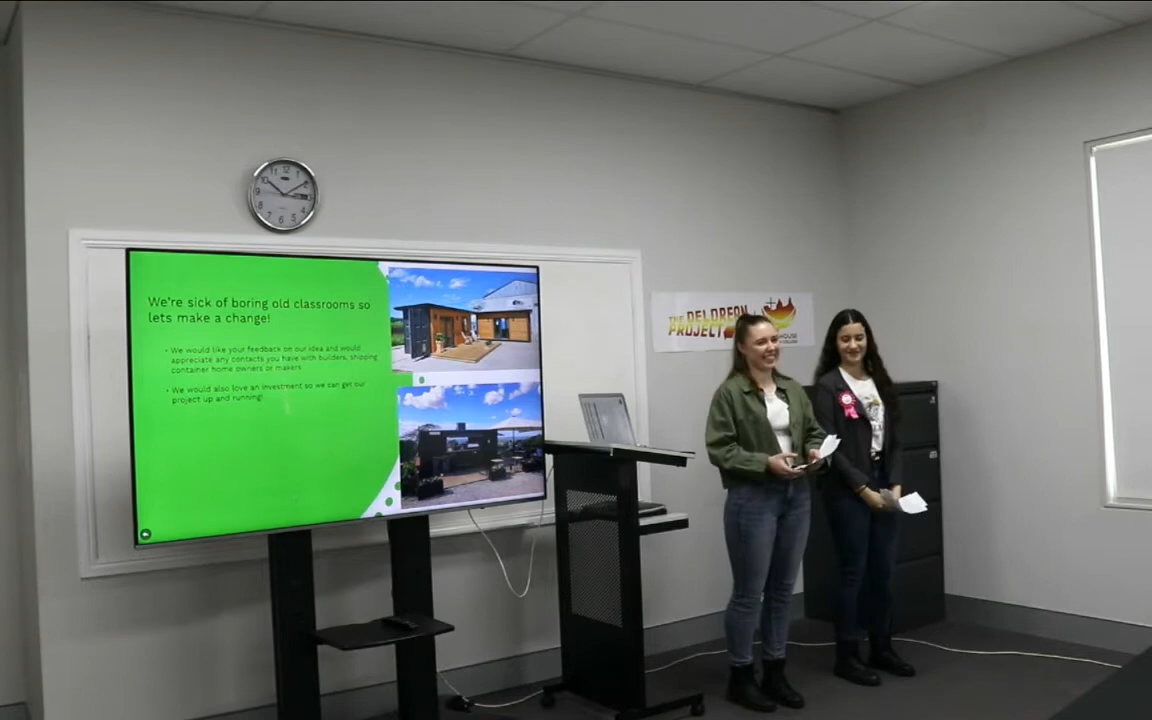 We're sick of boring old classrooms so
lets make a change!
• We would like your feedback on our idea and would
appreciate any contacts you have with builders, shipping
container home owners or makers
• We would also love an investment so we can get our
project up and running!
THE DELOREAN
PROJECT